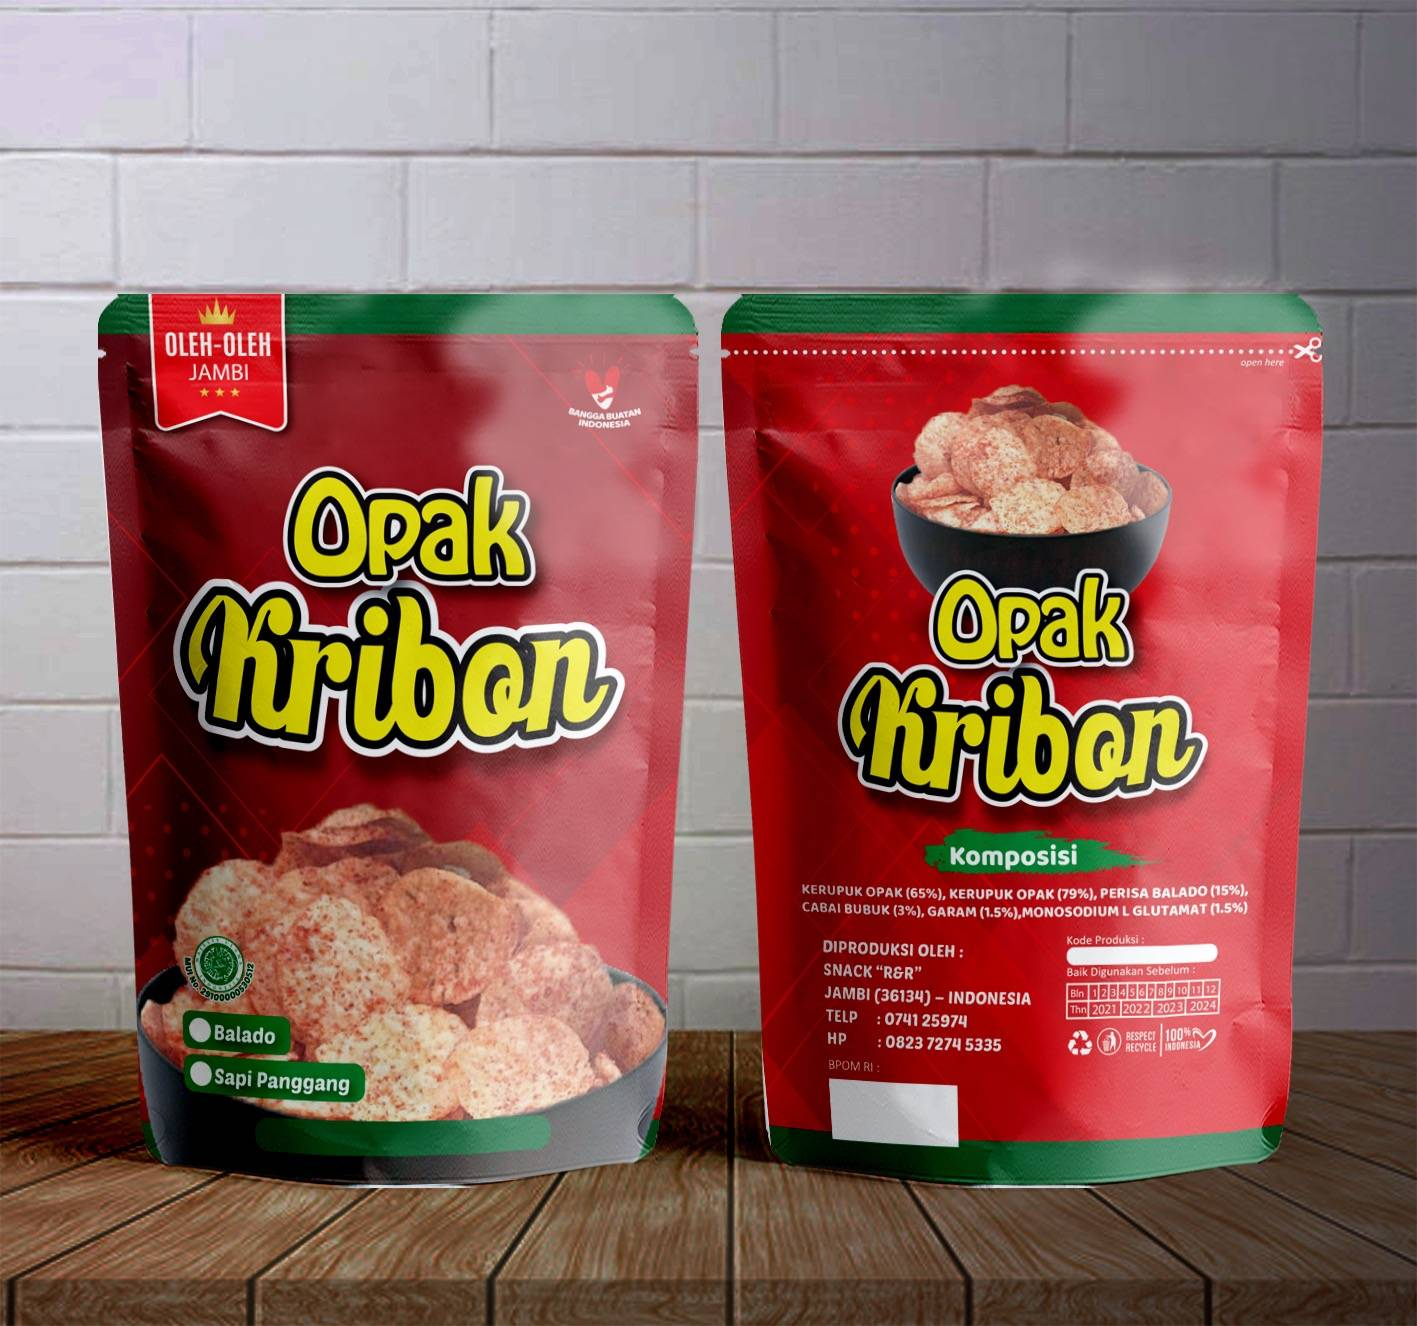 OLEH-OLEH
JAMBI
BANGGA BUATAN
INDONESIA
Opak
Kribon
MUI No. 29100000530512
Balado
Sapi Panggang
open here
Opak
Kribon
Komposisi
KERUPUK OPAK (65%), KERUPUK OPAK (79%), PERISA BALADO (15%),
CABAI BUBUK (3%), GARAM (1.5%),MONOSODIUM L GLUTAMAT (1.5%)
DIPRODUKSI OLEH :
SNACK “R&R”
JAMBI (36134) – INDONESIA
TELP : 0741 25974
HP : 0823 7274 5335
BPOM RI :
Kode Produksi :
Baik Digunakan Sebelum :
Bln 1 2 3 4 5 6 7 8 9 10 11 12
Thn 2021 2022 2023 2024
RESPECT
RECYCLE
100%
INDONESIA